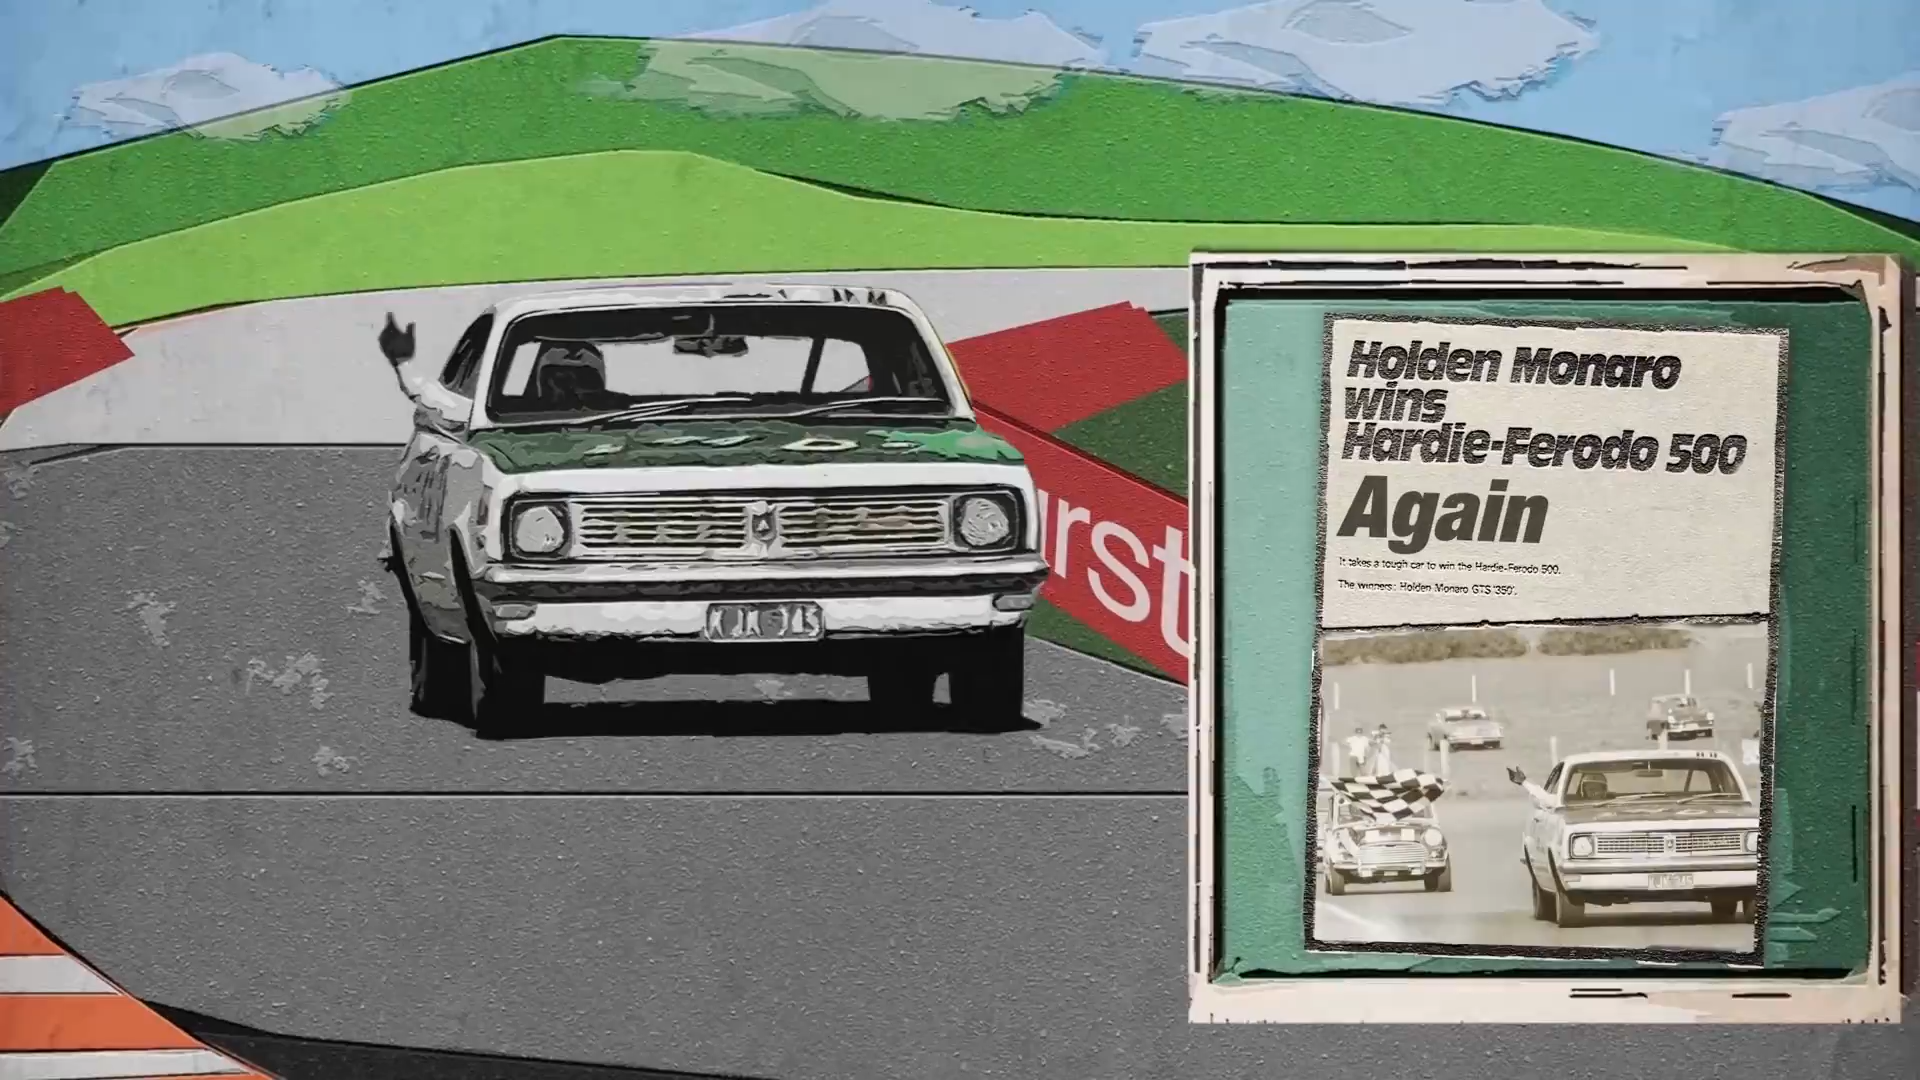 Holden Monaro
wins
Hardie-Ferodo 500
Again
It takes a tough car to win the Hardie-Ferodo 500.
The winners: Holden Monaro GTS '350'.
urst